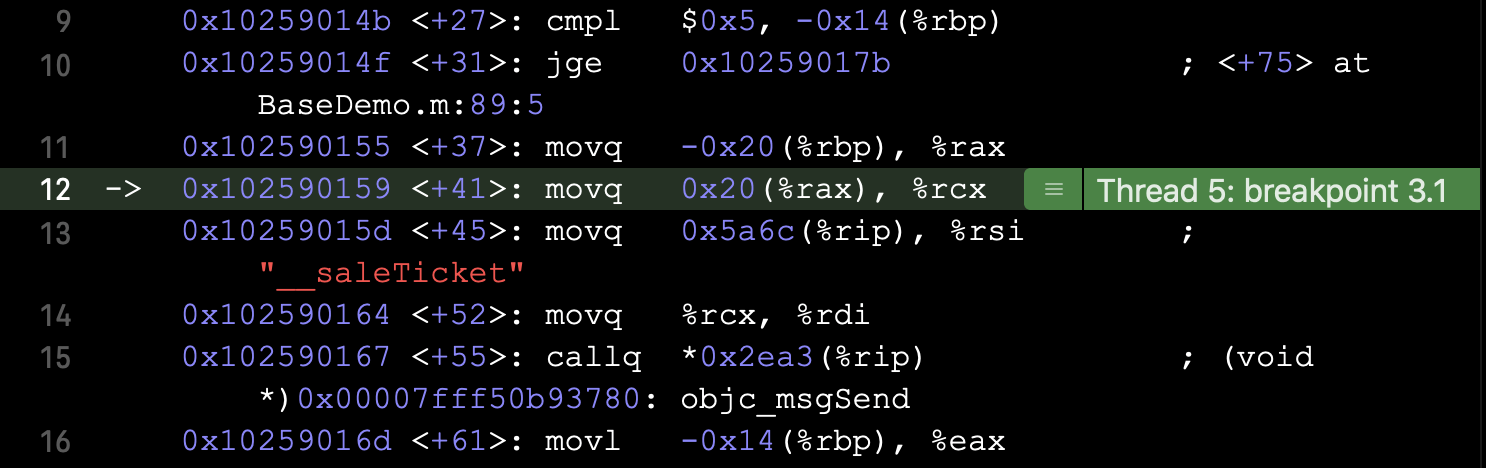 9 0x10259014b <+27>: cmpl $0x5, -0x14(%rbp)
10 0x10259014f <+31>: jge 0x10259017b ; <+75> at
BaseDemo.m:89:5
11 0x102590155 <+37>: movq -0x20(%rbp), %rax
12 -> 0x102590159 <+41>: movq 0x20(%rax), %rcx Thread 5: breakpoint 3.1
13 0x10259015d <+45>: movq 0x5a6c(%rip), %rsi ;
"__saleTicket"
14 0x102590164 <+52>: movq %rcx, %rdi
15 0x102590167 <+55>: callq *0x2ea3(%rip) ; (void
*)0x00007fff50b93780: objc_msgSend
16 0x10259016d <+61>: movl -0x14(%rbp), %eax